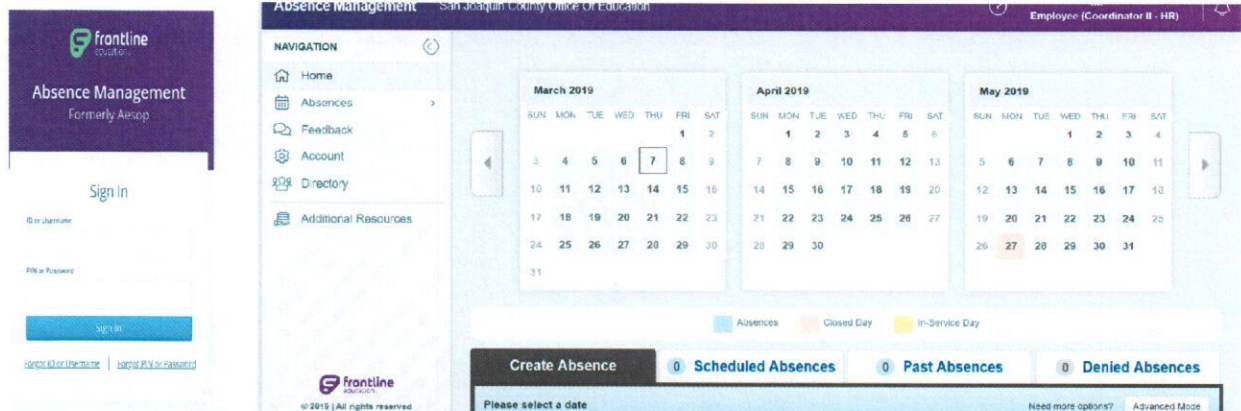 frontline
education
Absence Management
Formerly Aesop
Sign In
ID or Username
PIN or Password
Sign In
Forgot ID or Username | Forgot PIN or Password
Absence Management San Joaquin County Office Of Education
Employee (Coordinator II - HR)
NAVIGATION
Home
Absences
Feedback
Account
Directory
Additional Resources
frontline
education
© 2019 | All rights reserved
March 2019
SUN MON TUE WED THU FRI SAT
1 2
3 4 5 6 7 8 9
10 11 12 13 14 15 16
17 18 19 20 21 22 23
24 25 26 27 28 29 30
31
April 2019
SUN MON TUE WED THU FRI SAT
1 2 3 4 5 6
7 8 9 10 11 12 13
14 15 16 17 18 19 20
21 22 23 24 25 26 27
28 29 30
May 2019
SUN MON TUE WED THU FRI SAT
1 2 3 4
5 6 7 8 9 10 11
12 13 14 15 16 17 18
19 20 21 22 23 24 25
26 27 28 29 30 31
Absences Closed Day In-Service Day
Create Absence 0 Scheduled Absences 0 Past Absences 0 Denied Absences
Please select a date Need more options? Advanced Mode